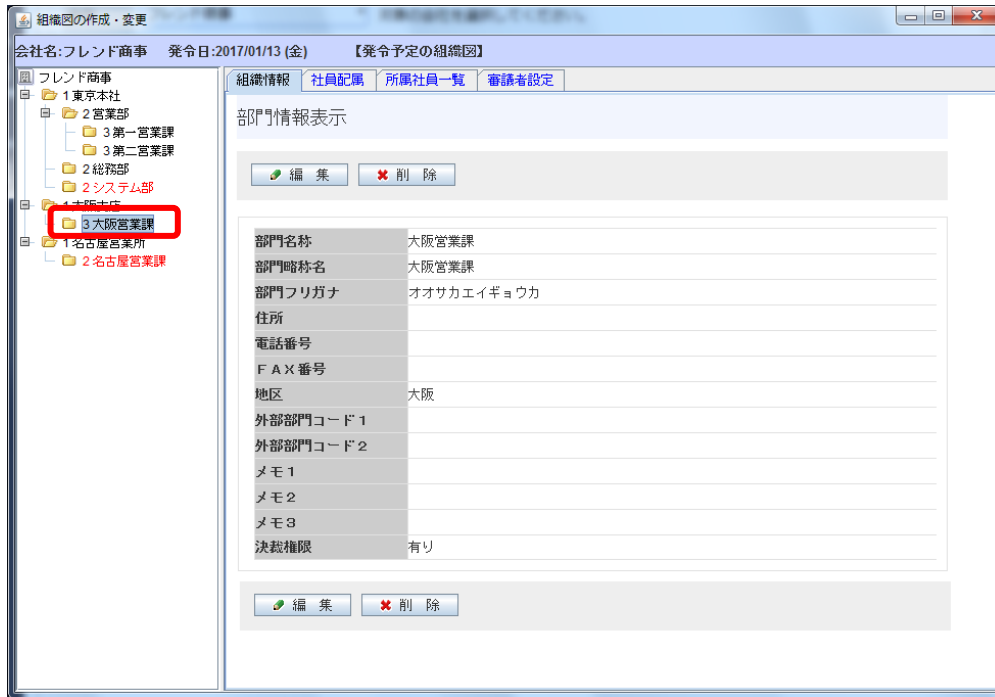 組織図の作成・変更
会社名:フレンド商事 発令日:2017/01/13 (金) 【発令予定の組織図】
フレンド商事
1東京本社
2営業部
3第一営業課
3第二営業課
2総務部
2システム部
1大阪支店
3大阪営業課
1名古屋営業所
2名古屋営業課
組織情報 社員配属 所属社員一覧 審議者設定
部門情報表示
編 集 削 除
部門名称 大阪営業課
部門略称名 大阪営業課
部門フリガナ オオサカエイギョウカ
住所
電話番号
FAX番号
地区 大阪
外部部門コード1
外部部門コード2
メモ1
メモ2
メモ3
決裁権限 有り
編 集 削 除